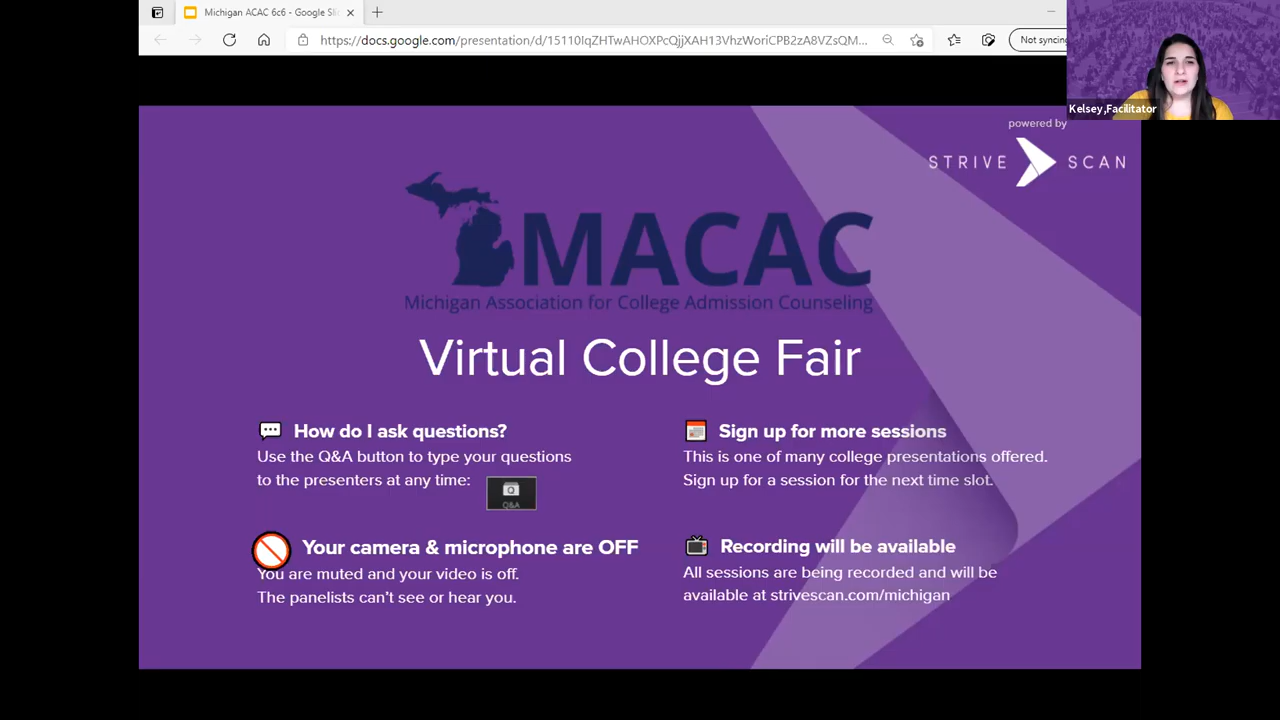 Michigan ACAC 6c6 - Google Sli
https://docs.google.com/presentation/d/15110IqZHTwAHOXPcQjjXAH13VhzWoriCPB2zA8VZsQM...
Not syncing
Kelsey,Facilitator
powered by
STRIVE SCAN
MACAC
Michigan Association for College Admission Counseling
Virtual College Fair
How do I ask questions?
Use the Q&A button to type your questions
to the presenters at any time:
Q
Q&A
Sign up for more sessions
This is one of many college presentations offered.
Sign up for a session for the next time slot.
Your camera & microphone are OFF
You are muted and your video is off.
The panelists can't see or hear you.
Recording will be available
All sessions are being recorded and will be
available at strivescan.com/michigan